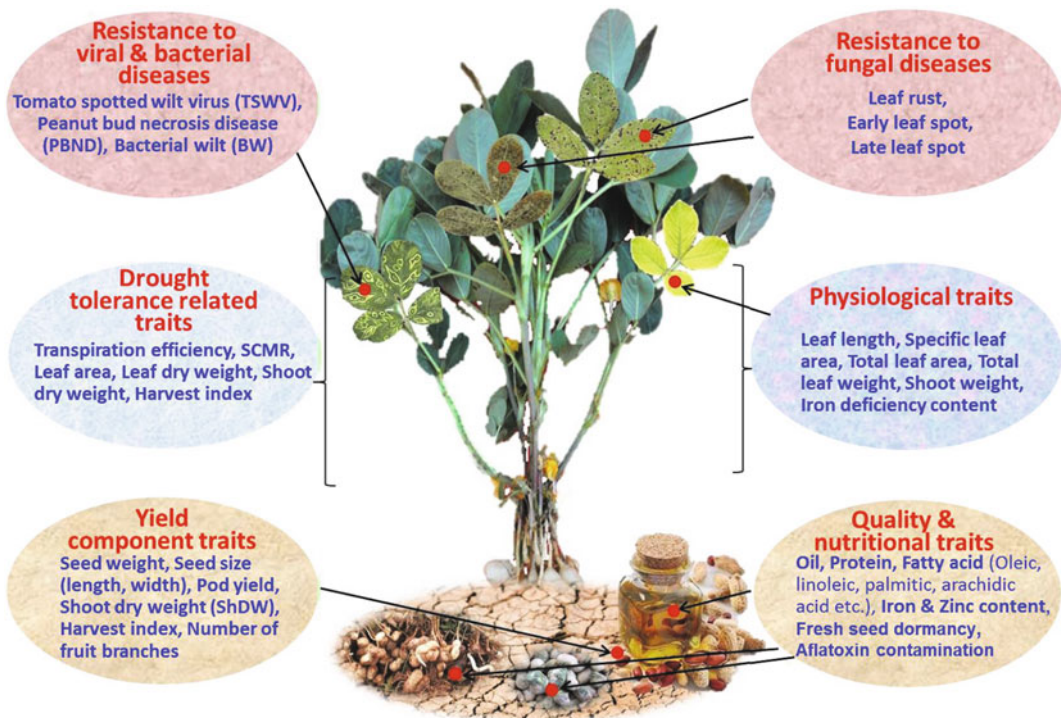 Resistance to
viral & bacterial
diseases
Tomato spotted wilt virus (TSWV),
Peanut bud necrosis disease
(PBND), Bacterial wilt (BW)
Resistance to
fungal diseases
Leaf rust,
Early leaf spot,
Late leaf spot
Drought
tolerance related
traits
Transpiration efficiency, SCMR,
Leaf area, Leaf dry weight, Shoot
dry weight, Harvest index
Physiological traits
Leaf length, Specific leaf
area, Total leaf area, Total
leaf weight, Shoot weight,
Iron deficiency content
Yield
component traits
Seed weight, Seed size
(length, width), Pod yield,
Shoot dry weight (ShDW),
Harvest index, Number of
fruit branches
Quality &
nutritional traits
Oil, Protein, Fatty acid (Oleic,
linoleic, palmitic, arachidic
acid etc.), Iron & Zinc content,
Fresh seed dormancy,
Aflatoxin contamination